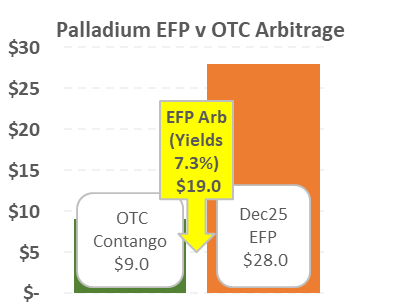 Palladium EFP v OTC Arbitrage
$30
$25
$20
$15
$10
$5
$-
EFP Arb
(Yields
7.3%)
$19.0
OTC
Contango
$9.0
Dec25
EFP
$28.0